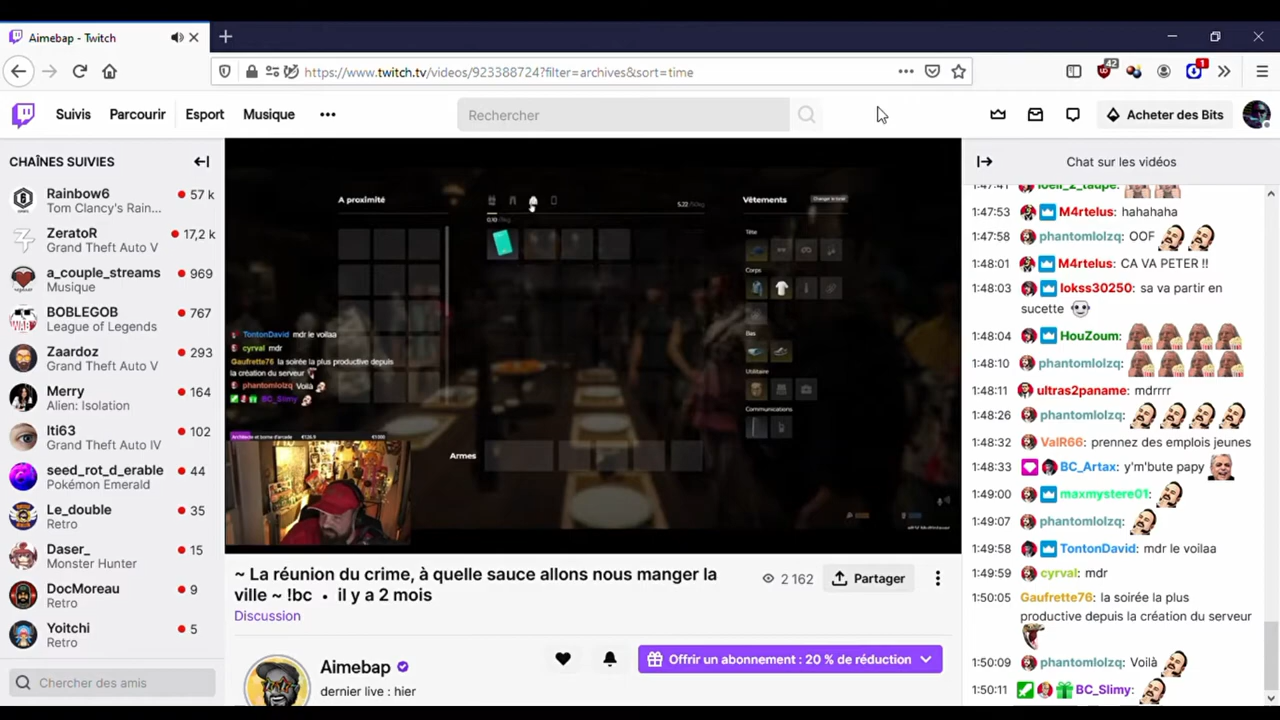 Aimebap - Twitch
https://www.twitch.tv/videos/923388724?filter=archives&sort=time
42
1
Suivis
Parcourir
Esport
Musique
Rechercher
Acheter des Bits
CHAÎNES SUIVIES
Rainbow6
57 k
Tom Clancy's Rain...
ZeratoR
17,2 k
Grand Theft Auto V
a_couple_streams
969
Musique
BOBLEGOB
767
League of Legends
Zaardoz
293
Grand Theft Auto V
Merry
164
Alien: Isolation
Iti63
102
Grand Theft Auto IV
seed_rot_d_erable
44
Pokémon Emerald
Le_double
35
Retro
Daser_
15
Monster Hunter
DocMoreau
9
Retro
Yoitchi
5
Retro
Chercher des amis
A proximité
Vêtements
Changer la tenue
Tête
Corps
Bas
Utilitaire
Communications
Armes
TontonDavid mdr le voilaa
cyrval mdr
Gaufrette76 la soirée la plus productive depuis
la création du serveur
phantomlolzq Voilà
BC_Slimy
~ La réunion du crime, à quelle sauce allons nous manger la
ville ~ !bc • il y a 2 mois
2 162
Partager
Discussion
Aimebap
dernier live : hier
Offrir un abonnement : 20 % de réduction
Chat sur les vidéos
1:47:53 M4rtelus: hahahaha
1:47:58 phantomlolzq: OOF
1:48:01 M4rtelus: CA VA PETER !!
1:48:03 lokss30250: sa va partir en
sucette
1:48:04 HouZoum:
1:48:10 phantomlolzq:
1:48:11 ultras2paname: mdrrrr
1:48:26 phantomlolzq:
1:48:32 ValR66: prennez des emplois jeunes
1:48:33 BC_Artax: y'm'bute papy
1:49:00 maxmystere01:
1:49:07 phantomlolzq:
1:49:58 TontonDavid: mdr le voilaa
1:49:59 cyrval: mdr
1:50:05 Gaufrette76: la soirée la plus
productive depuis la création du serveur
1:50:09 phantomlolzq: Voilà
1:50:11 BC_Slimy: